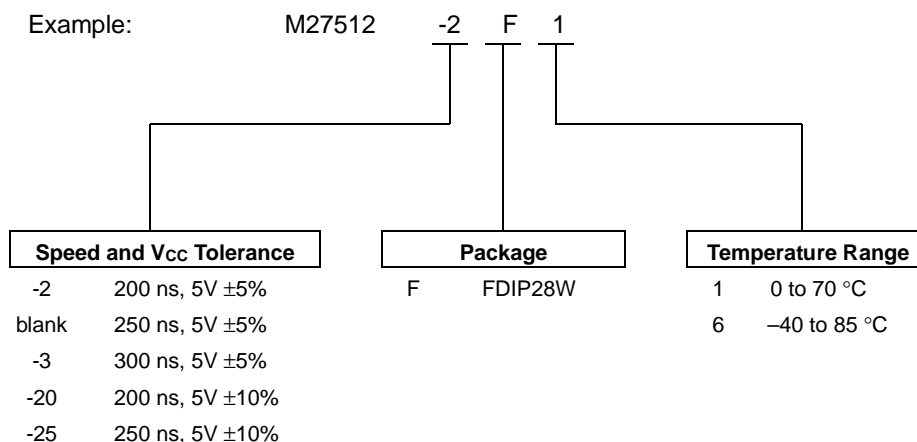 Example: M27512 -2 F 1
Speed and VCC Tolerance
-2 200 ns, 5V ±5%
blank 250 ns, 5V ±5%
-3 300 ns, 5V ±5%
-20 200 ns, 5V ±10%
-25 250 ns, 5V ±10%
Package
F FDIP28W
Temperature Range
1 0 to 70 °C
6 –40 to 85 °C